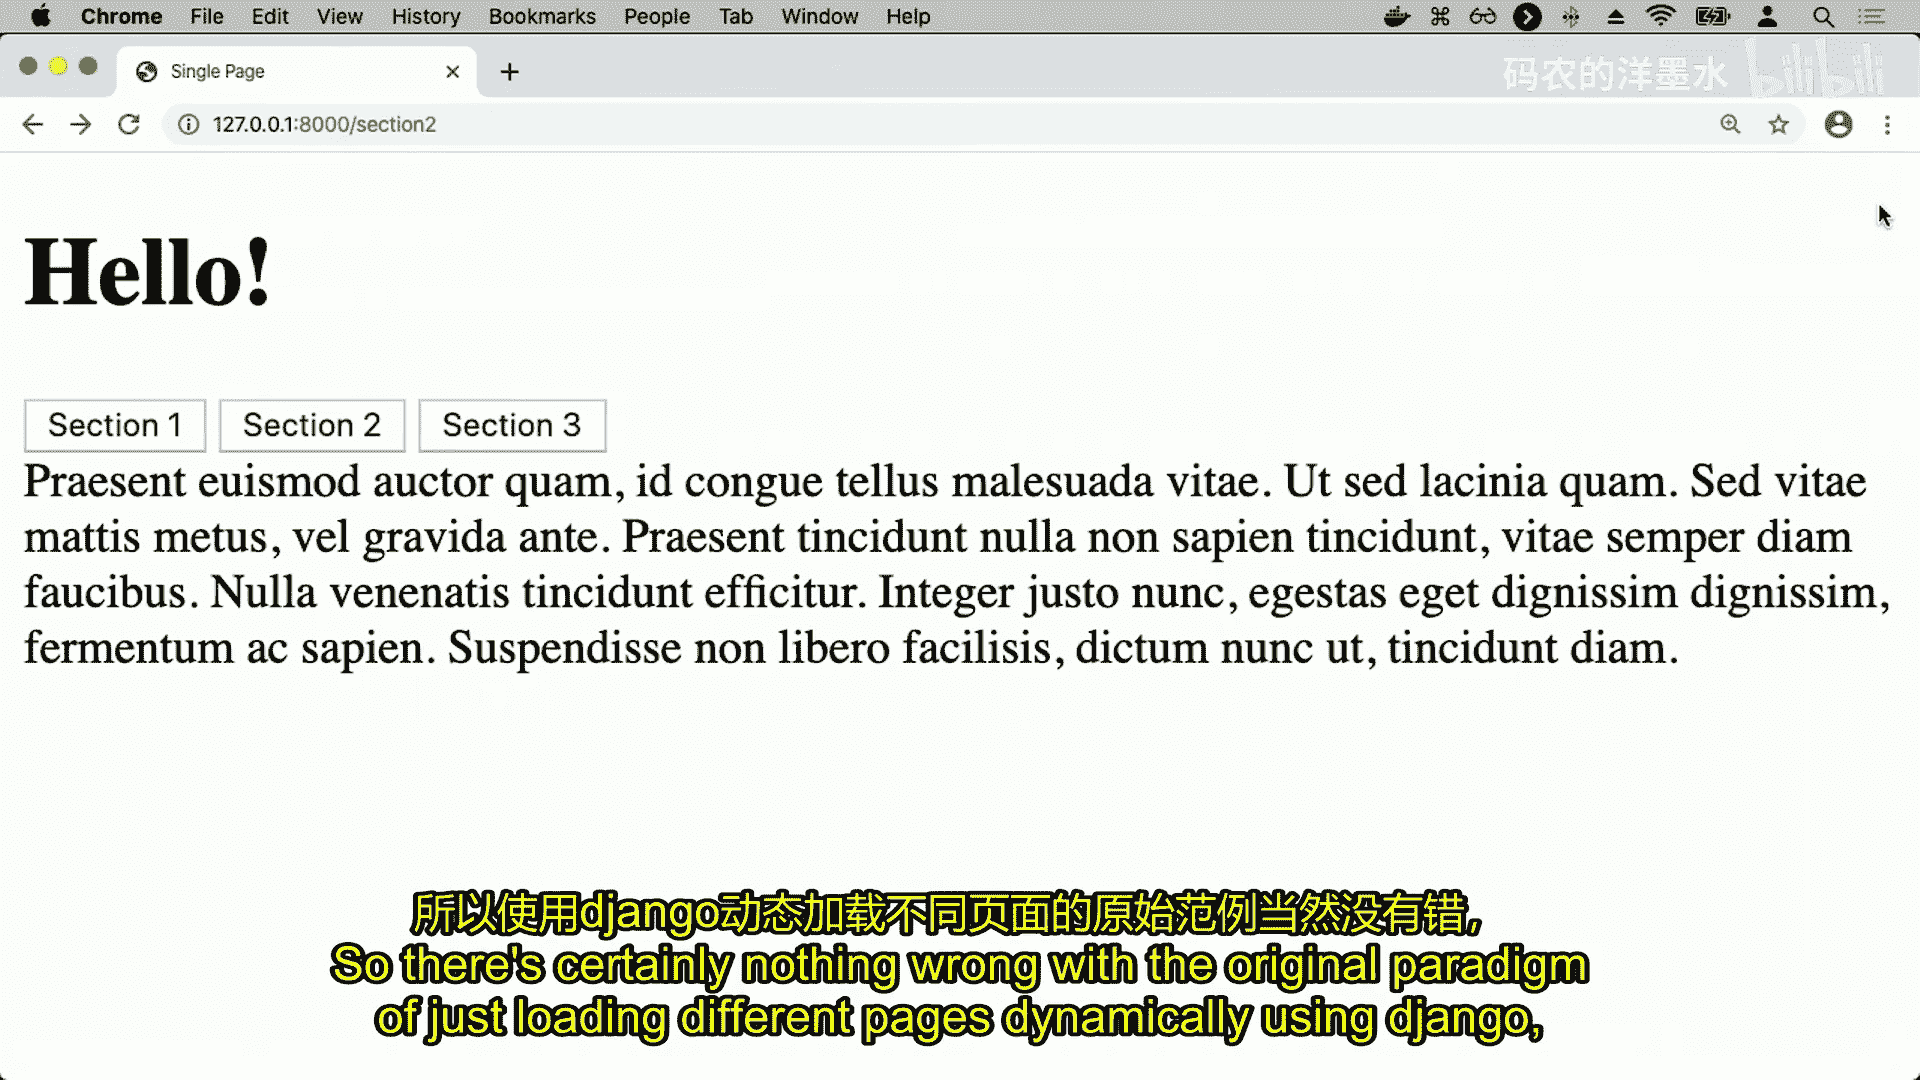 Chrome File Edit View History Bookmarks People Tab Window Help
Single Page
码农的洋墨水 bilibili
127.0.0.1:8000/section2
Hello!
Section 1 Section 2 Section 3
Praesent euismod auctor quam, id congue tellus malesuada vitae. Ut sed lacinia quam. Sed vitae
mattis metus, vel gravida ante. Praesent tincidunt nulla non sapien tincidunt, vitae semper diam
faucibus. Nulla venenatis tincidunt efficitur. Integer justo nunc, egestas eget dignissim dignissim,
fermentum ac sapien. Suspendisse non libero facilisis, dictum nunc ut, tincidunt diam.
所以使用django动态加载不同页面的原始范例当然没有错,
So there's certainly nothing wrong with the original paradigm
of just loading different pages dynamically using django,